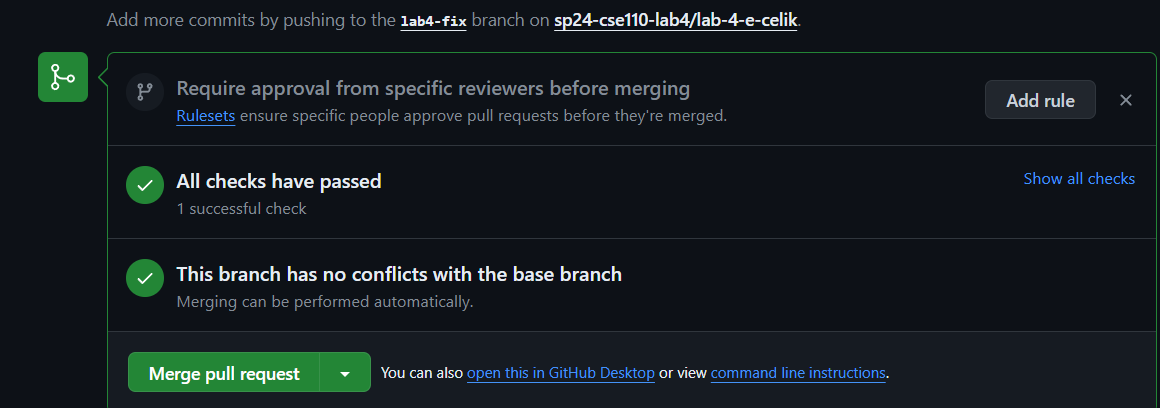 Add more commits by pushing to the lab4-fix branch on sp24-cse110-lab4/lab-4-e-celik.
Require approval from specific reviewers before merging
Rulesets ensure specific people approve pull requests before they're merged.
Add rule
All checks have passed
1 successful check
Show all checks
This branch has no conflicts with the base branch
Merging can be performed automatically.
Merge pull request
You can also open this in GitHub Desktop or view command line instructions.